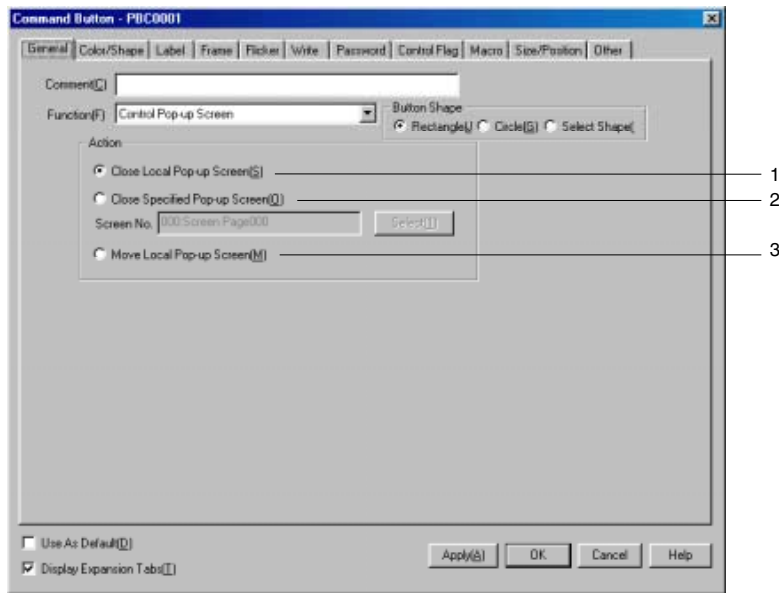 Command Button - PBC0001
General Color/Shape Label Frame Flicker Write Password Control Flag Macro Size/Position Other
Comment(C)
Function(F) Control Pop-up Screen
Button Shape
Rectangle( Circle(G) Select Shape(
Action
Close Local Pop-up Screen(S) 1
Close Specified Pop-up Screen(O) 2
Screen No. 000:Screen Page000 Select(I)
Move Local Pop-up Screen(M) 3
Use As Default(D)
Display Expansion Tabs(T)
Apply(A) OK Cancel Help